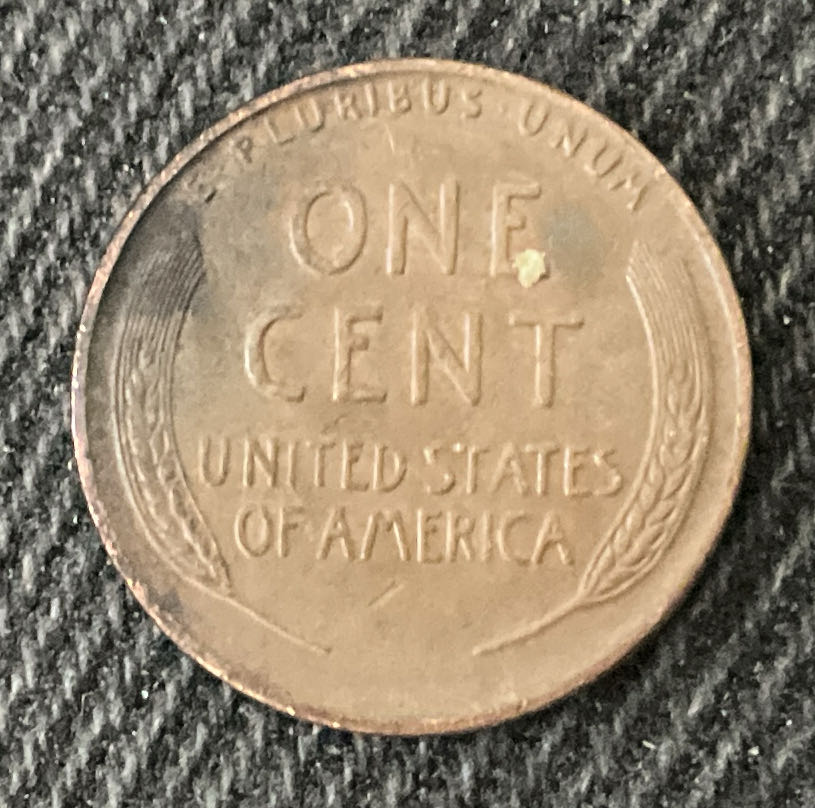 E · PLURIBUS · UNUM
ONE
CENT
UNITED STATES
OF AMERICA